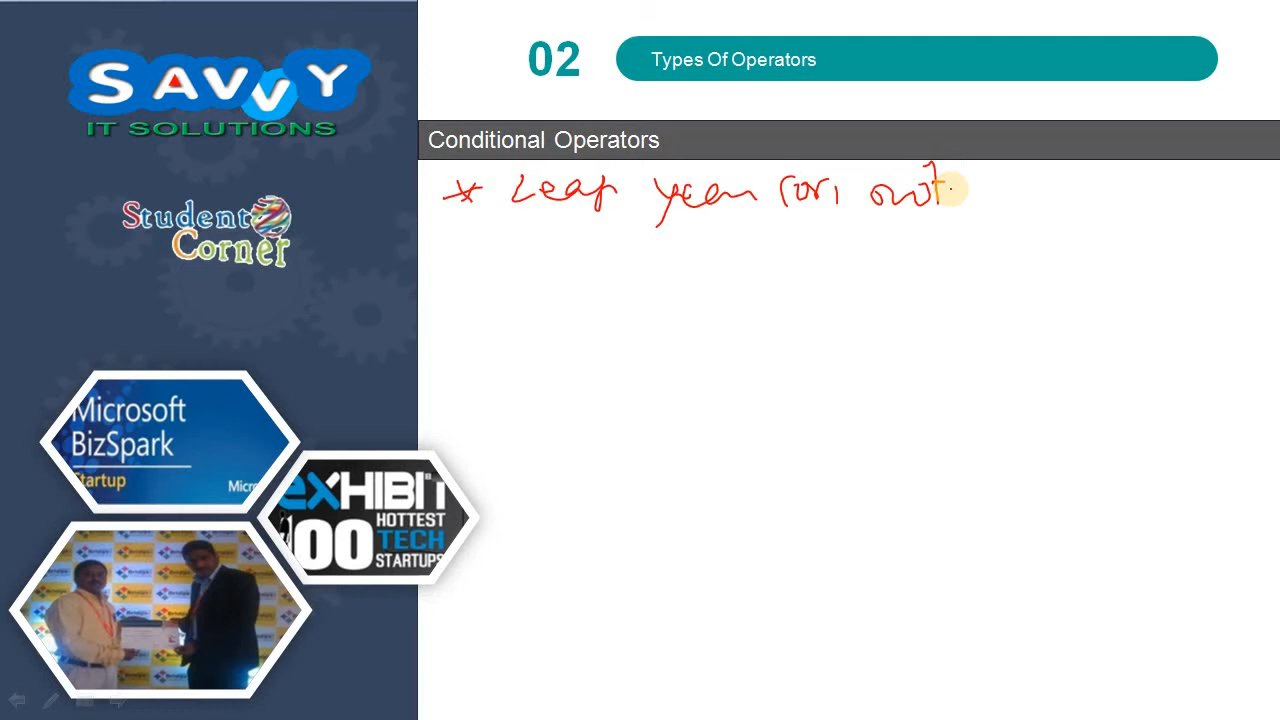 SAVVY
IT SOLUTIONS
Student
Corner
02
Types Of Operators
Conditional Operators
* Leap year (or) not
Microsoft
BizSpark
Startup
Micros
eXHIBIT
100
HOTTEST
TECH
STARTUPS